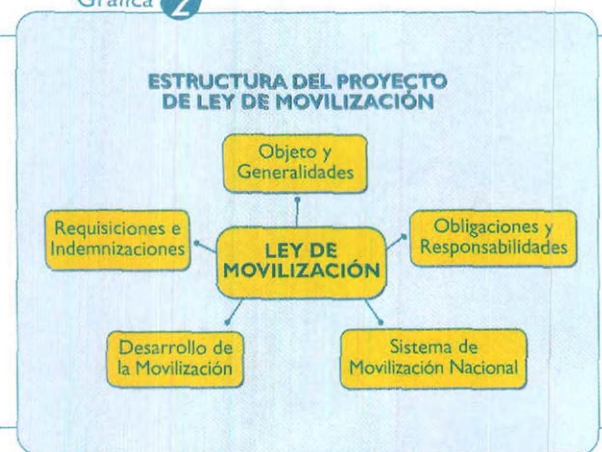 Gráfica 2
ESTRUCTURA DEL PROYECTO
DE LEY DE MOVILIZACIÓN
Objeto y
Generalidades
Requisiciones e
Indemnizaciones
LEY DE
MOVILIZACIÓN
Obligaciones y
Responsabilidades
Desarrollo de
la Movilización
Sistema de
Movilización Nacional